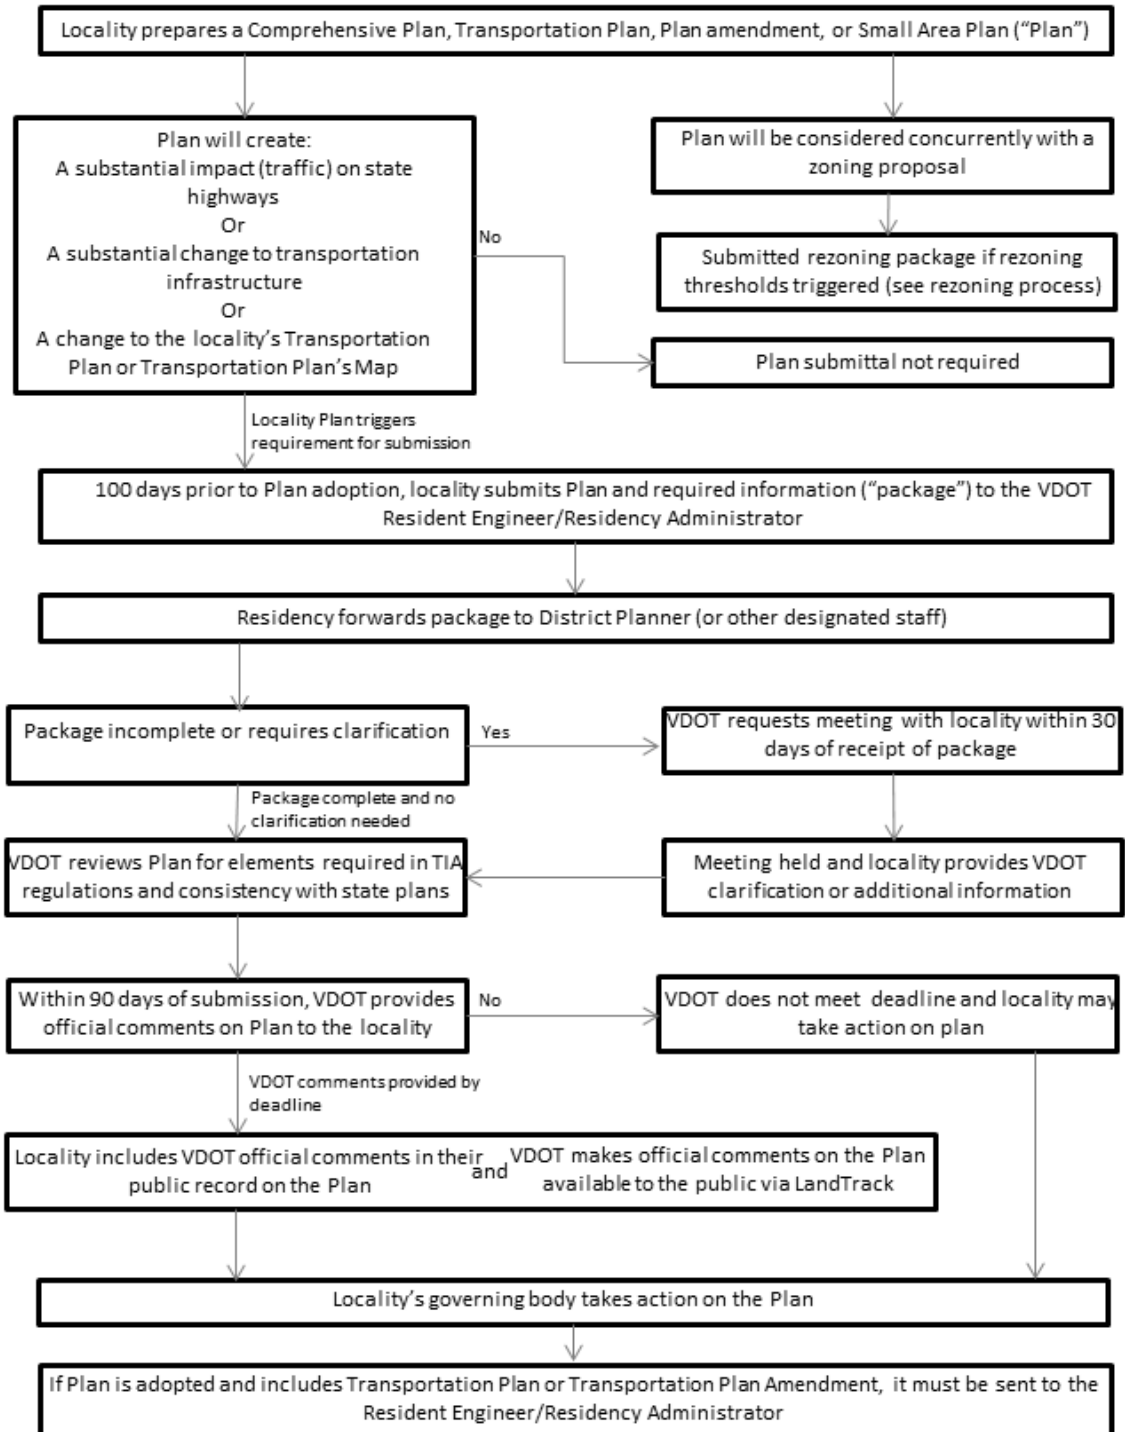 Locality prepares a Comprehensive Plan, Transportation Plan, Plan amendment, or Small Area Plan (“Plan”)
Plan will create:
A substantial impact (traffic) on state
highways
Or
A substantial change to transportation
infrastructure
Or
A change to the locality’s Transportation
Plan or Transportation Plan’s Map
Plan will be considered concurrently with a
zoning proposal
No
Submitted rezoning package if rezoning
thresholds triggered (see rezoning process)
Plan submittal not required
Locality Plan triggers
requirement for submission
100 days prior to Plan adoption, locality submits Plan and required information (“package”) to the VDOT
Resident Engineer/Residency Administrator
Residency forwards package to District Planner (or other designated staff)
Package incomplete or requires clarification
Yes
VDOT requests meeting with locality within 30
days of receipt of package
Package complete and no
clarification needed
VDOT reviews Plan for elements required in TIA
regulations and consistency with state plans
Meeting held and locality provides VDOT
clarification or additional information
Within 90 days of submission, VDOT provides
official comments on Plan to the locality
No
VDOT does not meet deadline and locality may
take action on plan
VDOT comments provided by
deadline
Locality includes VDOT official comments in their
public record on the Plan
and
VDOT makes official comments on the Plan
available to the public via LandTrack
Locality’s governing body takes action on the Plan
If Plan is adopted and includes Transportation Plan or Transportation Plan Amendment, it must be sent to the
Resident Engineer/Residency Administrator